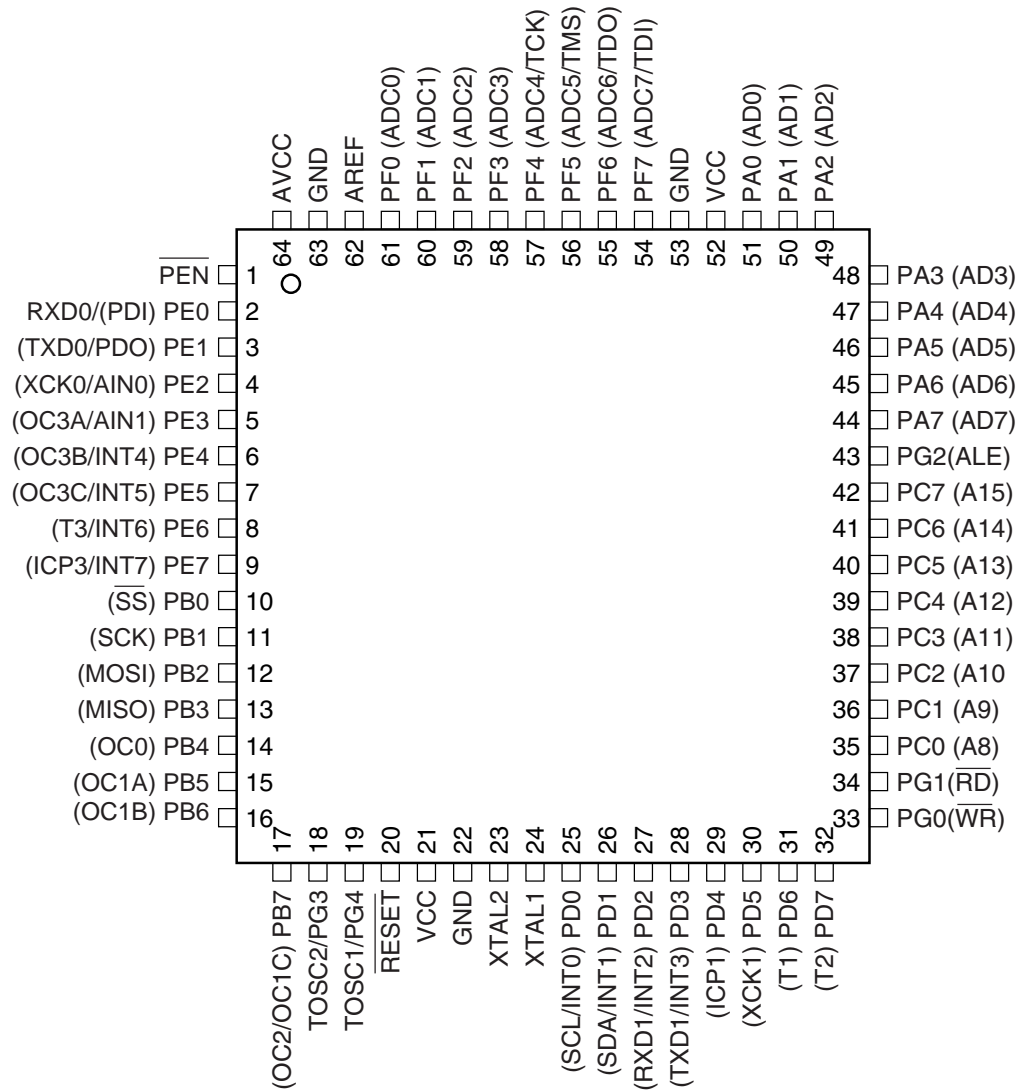 AVCC
GND
AREF
PF0 (ADC0)
PF1 (ADC1)
PF2 (ADC2)
PF3 (ADC3)
PF4 (ADC4/TCK)
PF5 (ADC5/TMS)
PF6 (ADC6/TDO)
PF7 (ADC7/TDI)
GND
VCC
PA0 (AD0)
PA1 (AD1)
PA2 (AD2)
64
63
62
61
60
59
58
57
56
55
54
53
52
51
50
49
PEN 1
RXD0/(PDI) PE0 2
(TXD0/PDO) PE1 3
(XCK0/AIN0) PE2 4
(OC3A/AIN1) PE3 5
(OC3B/INT4) PE4 6
(OC3C/INT5) PE5 7
(T3/INT6) PE6 8
(ICP3/INT7) PE7 9
(SS) PB0 10
(SCK) PB1 11
(MOSI) PB2 12
(MISO) PB3 13
(OC0) PB4 14
(OC1A) PB5 15
(OC1B) PB6 16
48 PA3 (AD3)
47 PA4 (AD4)
46 PA5 (AD5)
45 PA6 (AD6)
44 PA7 (AD7)
43 PG2(ALE)
42 PC7 (A15)
41 PC6 (A14)
40 PC5 (A13)
39 PC4 (A12)
38 PC3 (A11)
37 PC2 (A10
36 PC1 (A9)
35 PC0 (A8)
34 PG1(RD)
33 PG0(WR)
17
18
19
20
21
22
23
24
25
26
27
28
29
30
31
32
(OC2/OC1C) PB7
TOSC2/PG3
TOSC1/PG4
RESET
VCC
GND
XTAL2
XTAL1
(SCL/INT0) PD0
(SDA/INT1) PD1
(RXD1/INT2) PD2
(TXD1/INT3) PD3
(ICP1) PD4
(XCK1) PD5
(T1) PD6
(T2) PD7